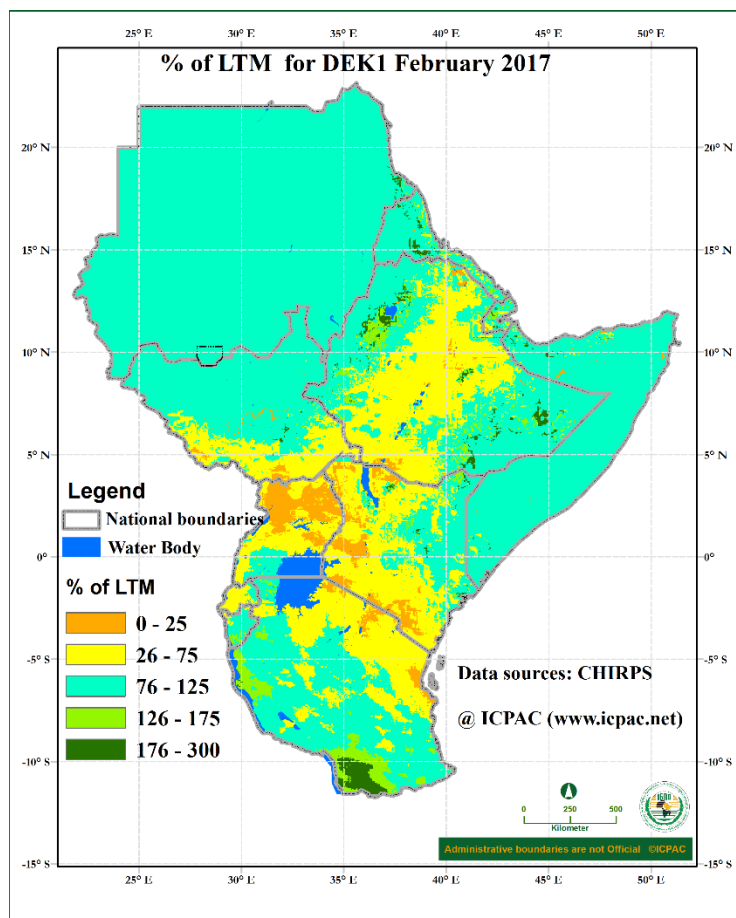 % of LTM for DEK1 February 2017
25° E 30° E 35° E 40° E 45° E 50° E
20° N 20° N
15° N 15° N
10° N 10° N
5° N 5° N
0° 0°
-5° S -5° S
-10° S -10° S
-15° S -15° S
Legend
National boundaries
Water Body
% of LTM
0 - 25
26 - 75
76 - 125
126 - 175
176 - 300
Data sources: CHIRPS
@ ICPAC (www.icpac.net)
0 250 500
Kilometer
IGAD
Administrative boundaries are not Official ©ICPAC
25° E 30° E 35° E 40° E 45° E 50° E